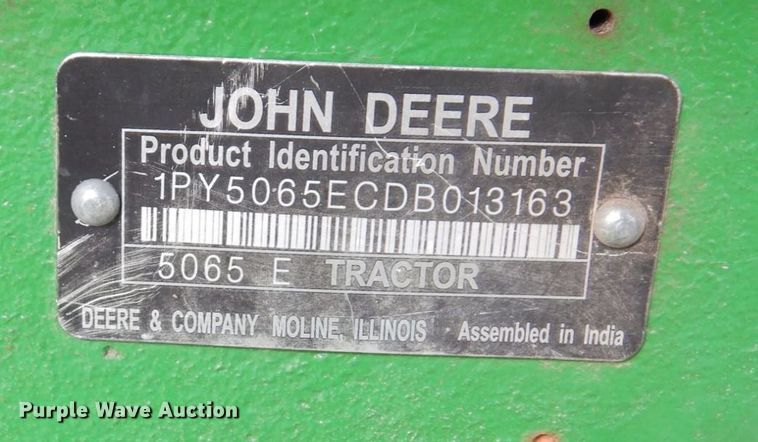 JOHN DEERE
Product Identification Number
1PY5065ECDB013163
5065 E TRACTOR
DEERE & COMPANY MOLINE, ILLINOIS · Assembled in India
Purple Wave Auction